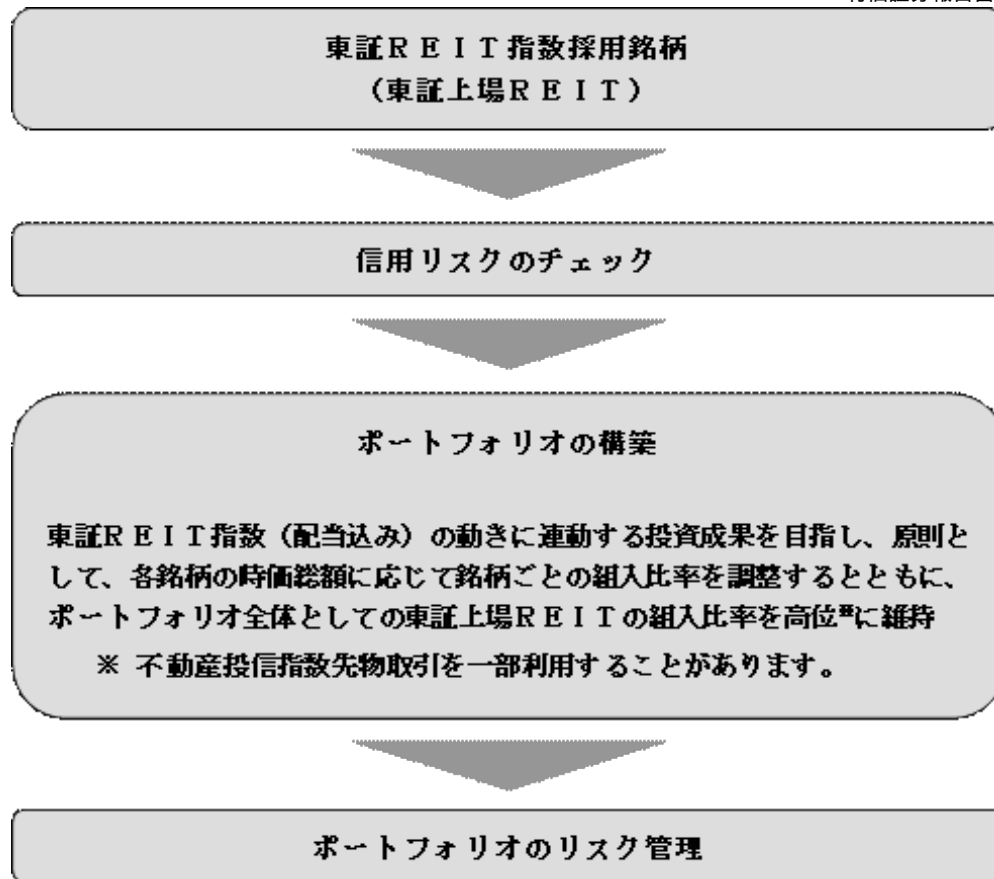 東証ＲＥＩＴ指数採用銘柄
（東証上場ＲＥＩＴ）
信用リスクのチェック
ポートフォリオの構築
東証ＲＥＩＴ指数（配当込み）の動きに連動する投資成果を目指し、原則と
して、各銘柄の時価総額に応じて銘柄ごとの組入比率を調整するとともに、
ポートフォリオ全体としての東証上場ＲＥＩＴの組入比率を高位※に維持
※ 不動産投信指数先物取引を一部利用することがあります。
ポートフォリオのリスク管理